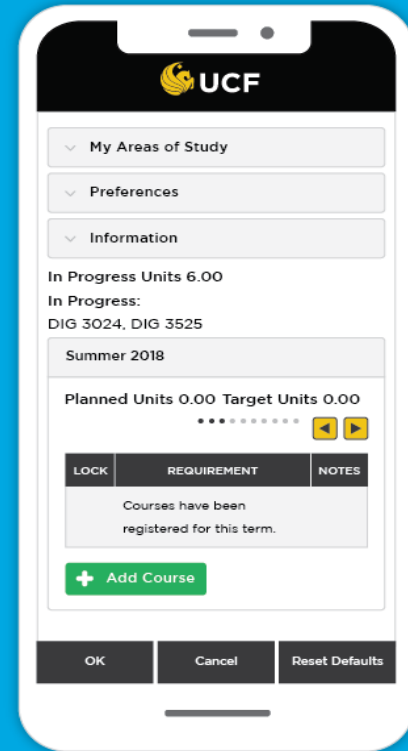 UCF
My Areas of Study
Preferences
Information
In Progress Units 6.00
In Progress:
DIG 3024, DIG 3525
Summer 2018
Planned Units 0.00 Target Units 0.00
LOCK REQUIREMENT NOTES
Courses have been
registered for this term.
Add Course
OK Cancel Reset Defaults